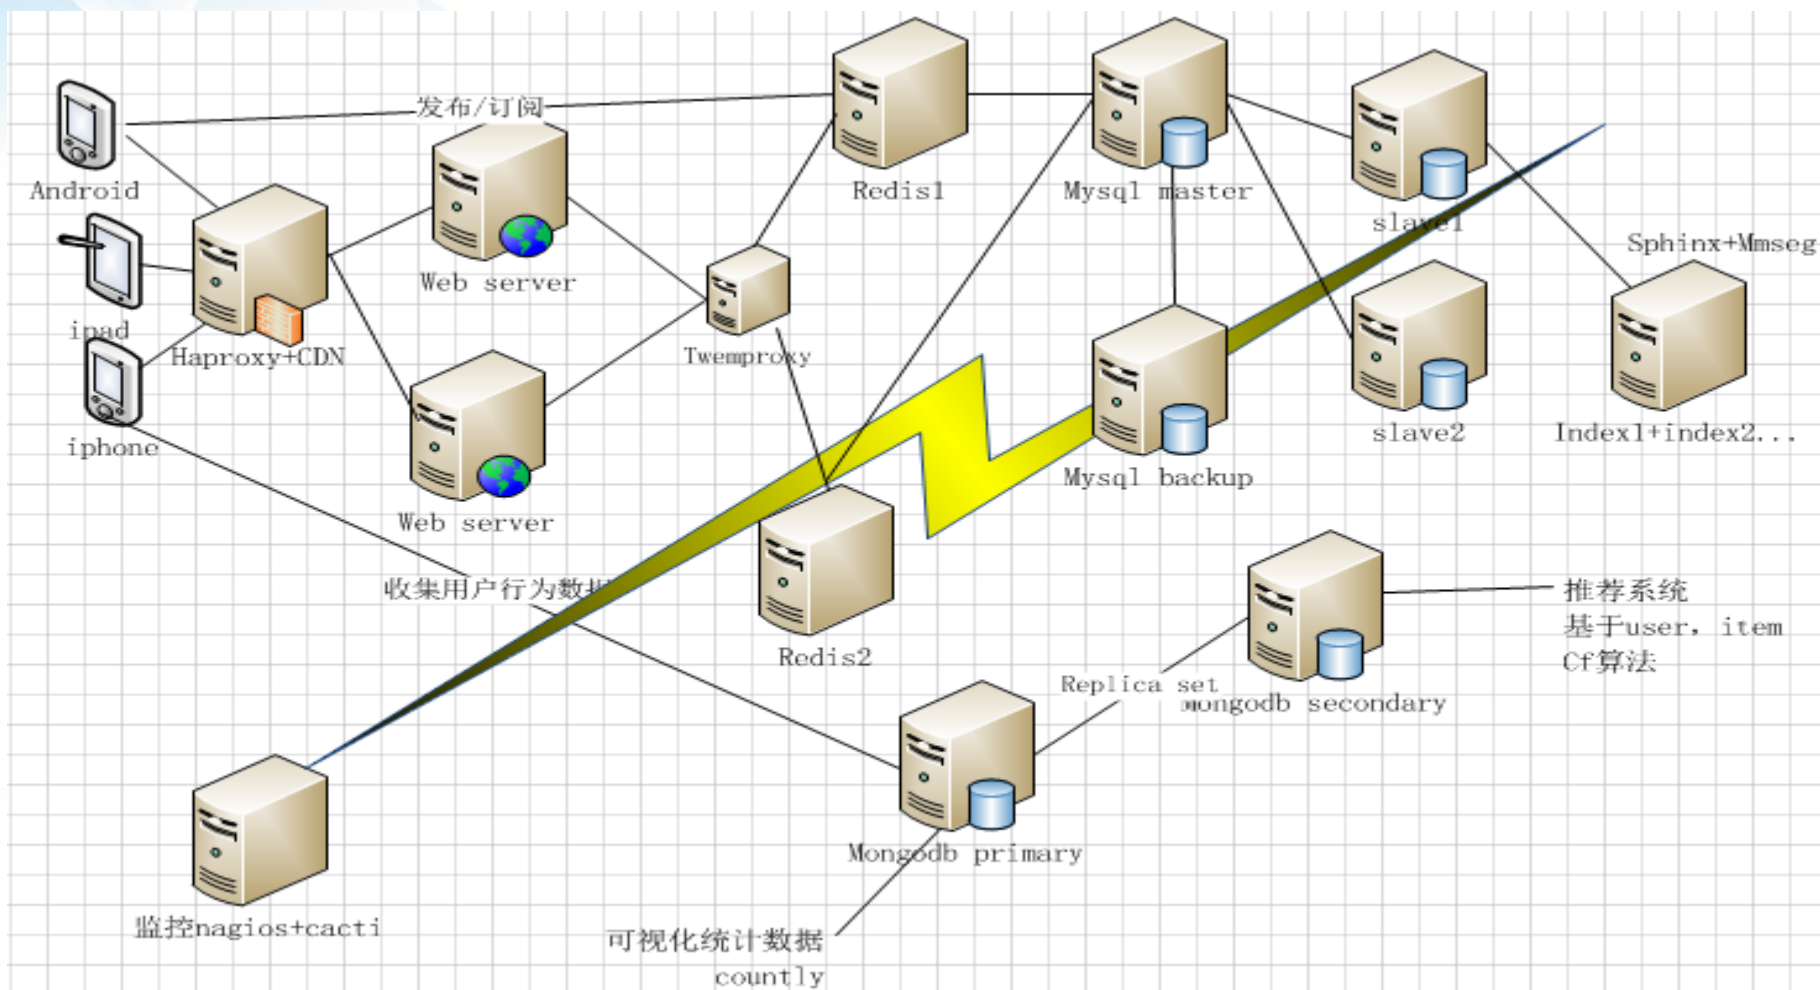 发布/订阅
Android
Redis1
Mysql master
slave1
Sphinx+Mmseg
Web server
ipad
Haproxy+CDN
Twemproxy
iphone
slave2
Index1+index2...
Mysql backup
Web server
收集用户行为数据
推荐系统
基于user, item
Cf算法
Redis2
Replica set
mongodb secondary
Mongodb primary
监控nagios+cacti
可视化统计数据
countly